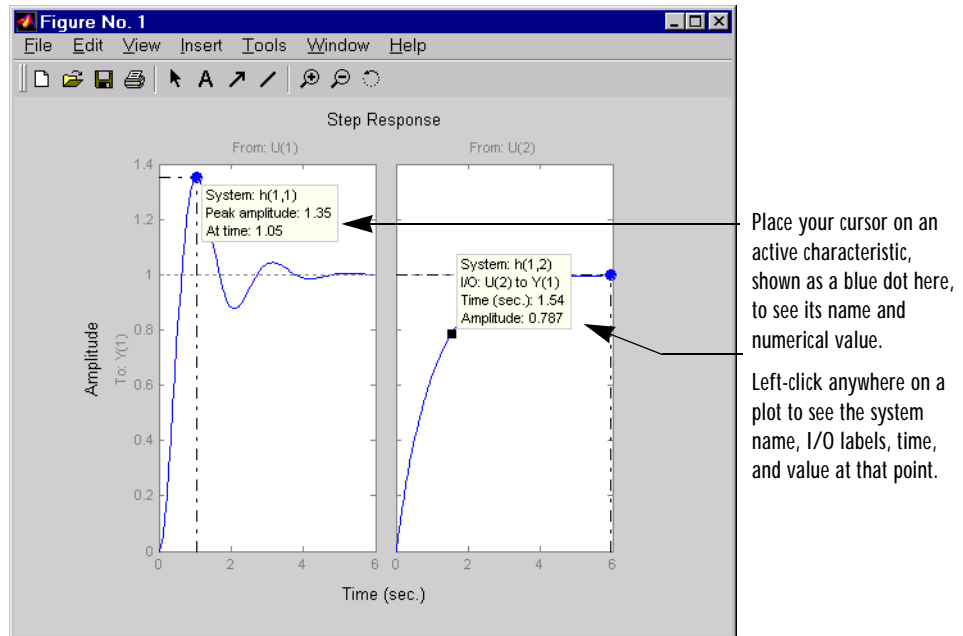 Figure No. 1
File Edit View Insert Tools Window Help
A
Step Response
From: U(1)
From: U(2)
1.4
1.2
1
0.8
0.6
0.4
0.2
0
Amplitude
To: Y(1)
System: h(1,1)
Peak amplitude: 1.35
At time: 1.05
System: h(1,2)
I/O: U(2) to Y(1)
Time (sec.): 1.54
Amplitude: 0.787
0 2 4 6
0 2 4 6
Time (sec.)
Place your cursor on an
active characteristic,
shown as a blue dot here,
to see its name and
numerical value.
Left-click anywhere on a
plot to see the system
name, I/O labels, time,
and value at that point.